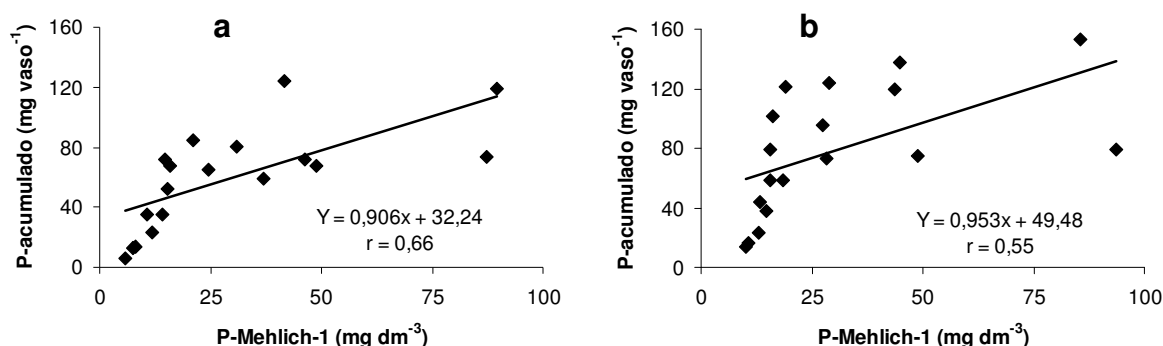 a
P-acumulado (mg vaso⁻¹)
160
120
80
40
0
Y = 0,906x + 32,24
r = 0,66
0 25 50 75 100
P-Mehlich-1 (mg dm⁻³)
b
P-acumulado (mg vaso⁻¹)
160
120
80
40
0
Y = 0,953x + 49,48
r = 0,55
0 25 50 75 100
P-Mehlich-1 (mg dm⁻³)